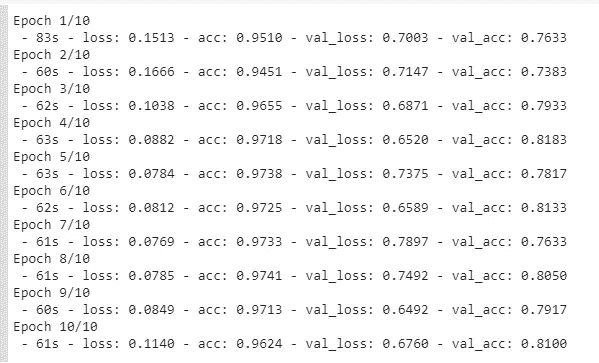 Epoch 1/10
- 83s - loss: 0.1513 - acc: 0.9510 - val_loss: 0.7003 - val_acc: 0.7633
Epoch 2/10
- 60s - loss: 0.1666 - acc: 0.9451 - val_loss: 0.7147 - val_acc: 0.7383
Epoch 3/10
- 62s - loss: 0.1038 - acc: 0.9655 - val_loss: 0.6871 - val_acc: 0.7933
Epoch 4/10
- 63s - loss: 0.0882 - acc: 0.9718 - val_loss: 0.6520 - val_acc: 0.8183
Epoch 5/10
- 63s - loss: 0.0784 - acc: 0.9738 - val_loss: 0.7375 - val_acc: 0.7817
Epoch 6/10
- 62s - loss: 0.0812 - acc: 0.9725 - val_loss: 0.6589 - val_acc: 0.8133
Epoch 7/10
- 61s - loss: 0.0769 - acc: 0.9733 - val_loss: 0.7897 - val_acc: 0.7633
Epoch 8/10
- 61s - loss: 0.0785 - acc: 0.9741 - val_loss: 0.7492 - val_acc: 0.8050
Epoch 9/10
- 60s - loss: 0.0849 - acc: 0.9713 - val_loss: 0.6492 - val_acc: 0.7917
Epoch 10/10
- 61s - loss: 0.1140 - acc: 0.9624 - val_loss: 0.6760 - val_acc: 0.8100